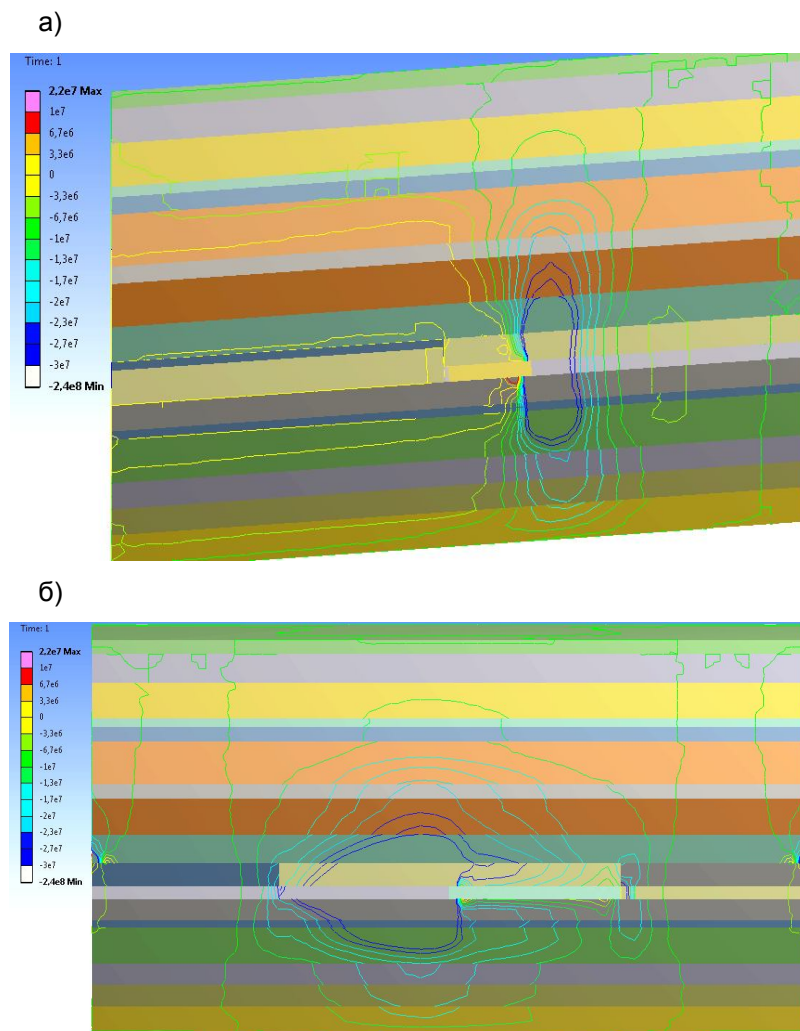 а)
Time: 1
2,2e7 Max
1e7
6,7e6
3,3e6
0
-3,3e6
-6,7e6
-1e7
-1,3e7
-1,7e7
-2e7
-2,3e7
-2,7e7
-3e7
-2,4e8 Min
б)
Time: 1
2,2e7 Max
1e7
6,7e6
3,3e6
0
-3,3e6
-6,7e6
-1e7
-1,3e7
-1,7e7
-2e7
-2,3e7
-2,7e7
-3e7
-2,4e8 Min